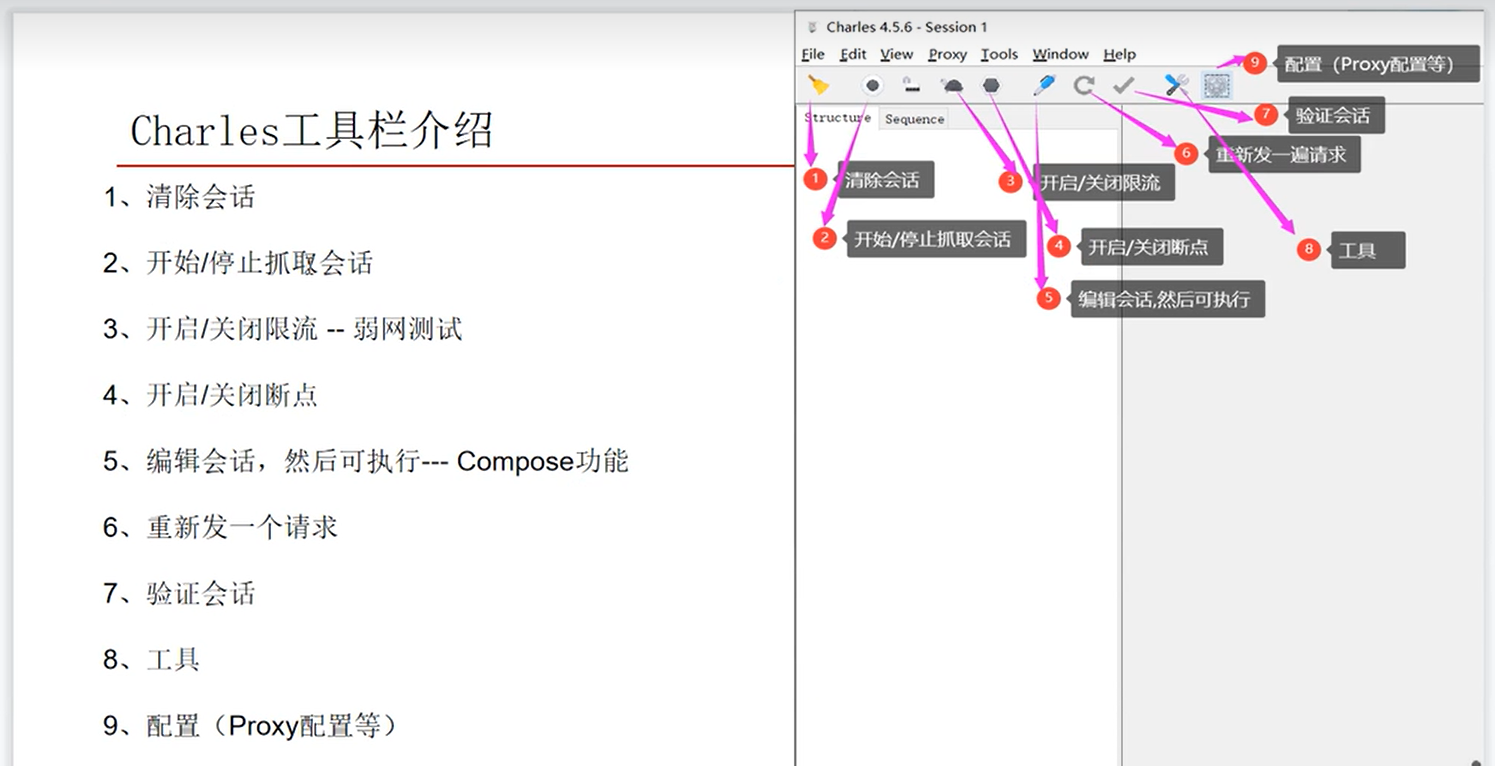 Charles工具栏介绍
1、清除会话
2、开始/停止抓取会话
3、开启/关闭限流 -- 弱网测试
4、开启/关闭断点
5、编辑会话，然后可执行--- Compose功能
6、重新发一个请求
7、验证会话
8、工具
9、配置（Proxy配置等）
Charles 4.5.6 - Session 1
File Edit View Proxy Tools Window Help
9 配置（Proxy配置等）
Structure Sequence
7 验证会话
6 重新发一遍请求
1 清除会话
3 开启/关闭限流
2 开始/停止抓取会话
4 开启/关闭断点
8 工具
5 编辑会话,然后可执行